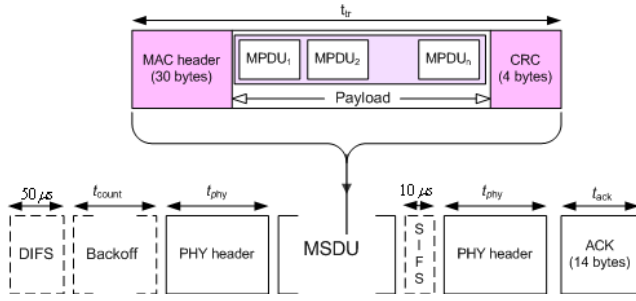 t_tr
MAC header
(30 bytes)
MPDU₁
MPDU₂
MPDUₙ
CRC
(4 bytes)
Payload
50 μs
t_count
t_phy
10 μs
t_phy
t_ack
DIFS
Backoff
PHY header
MSDU
SIFS
PHY header
ACK
(14 bytes)